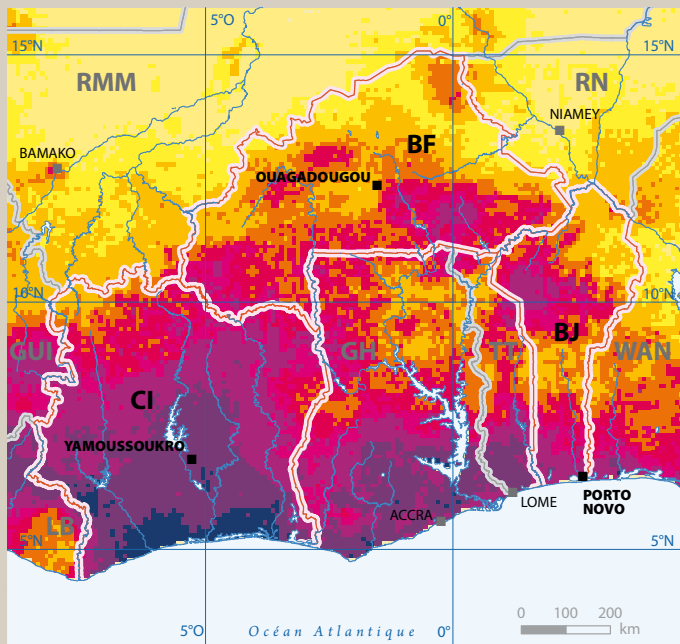 5°O
0°
15°N
15°N
RMM
RN
NIAMEY
BAMAKO
BF
OUAGADOUGOU
10°N
10°N
GUI
GH
TT
BJ
WAN
CI
YAMOUSSOUKRO
ACCRA
LOME
PORTO
NOVO
LB
5°N
5°N
0 100 200
km
5°O
Océan Atlantique
0°